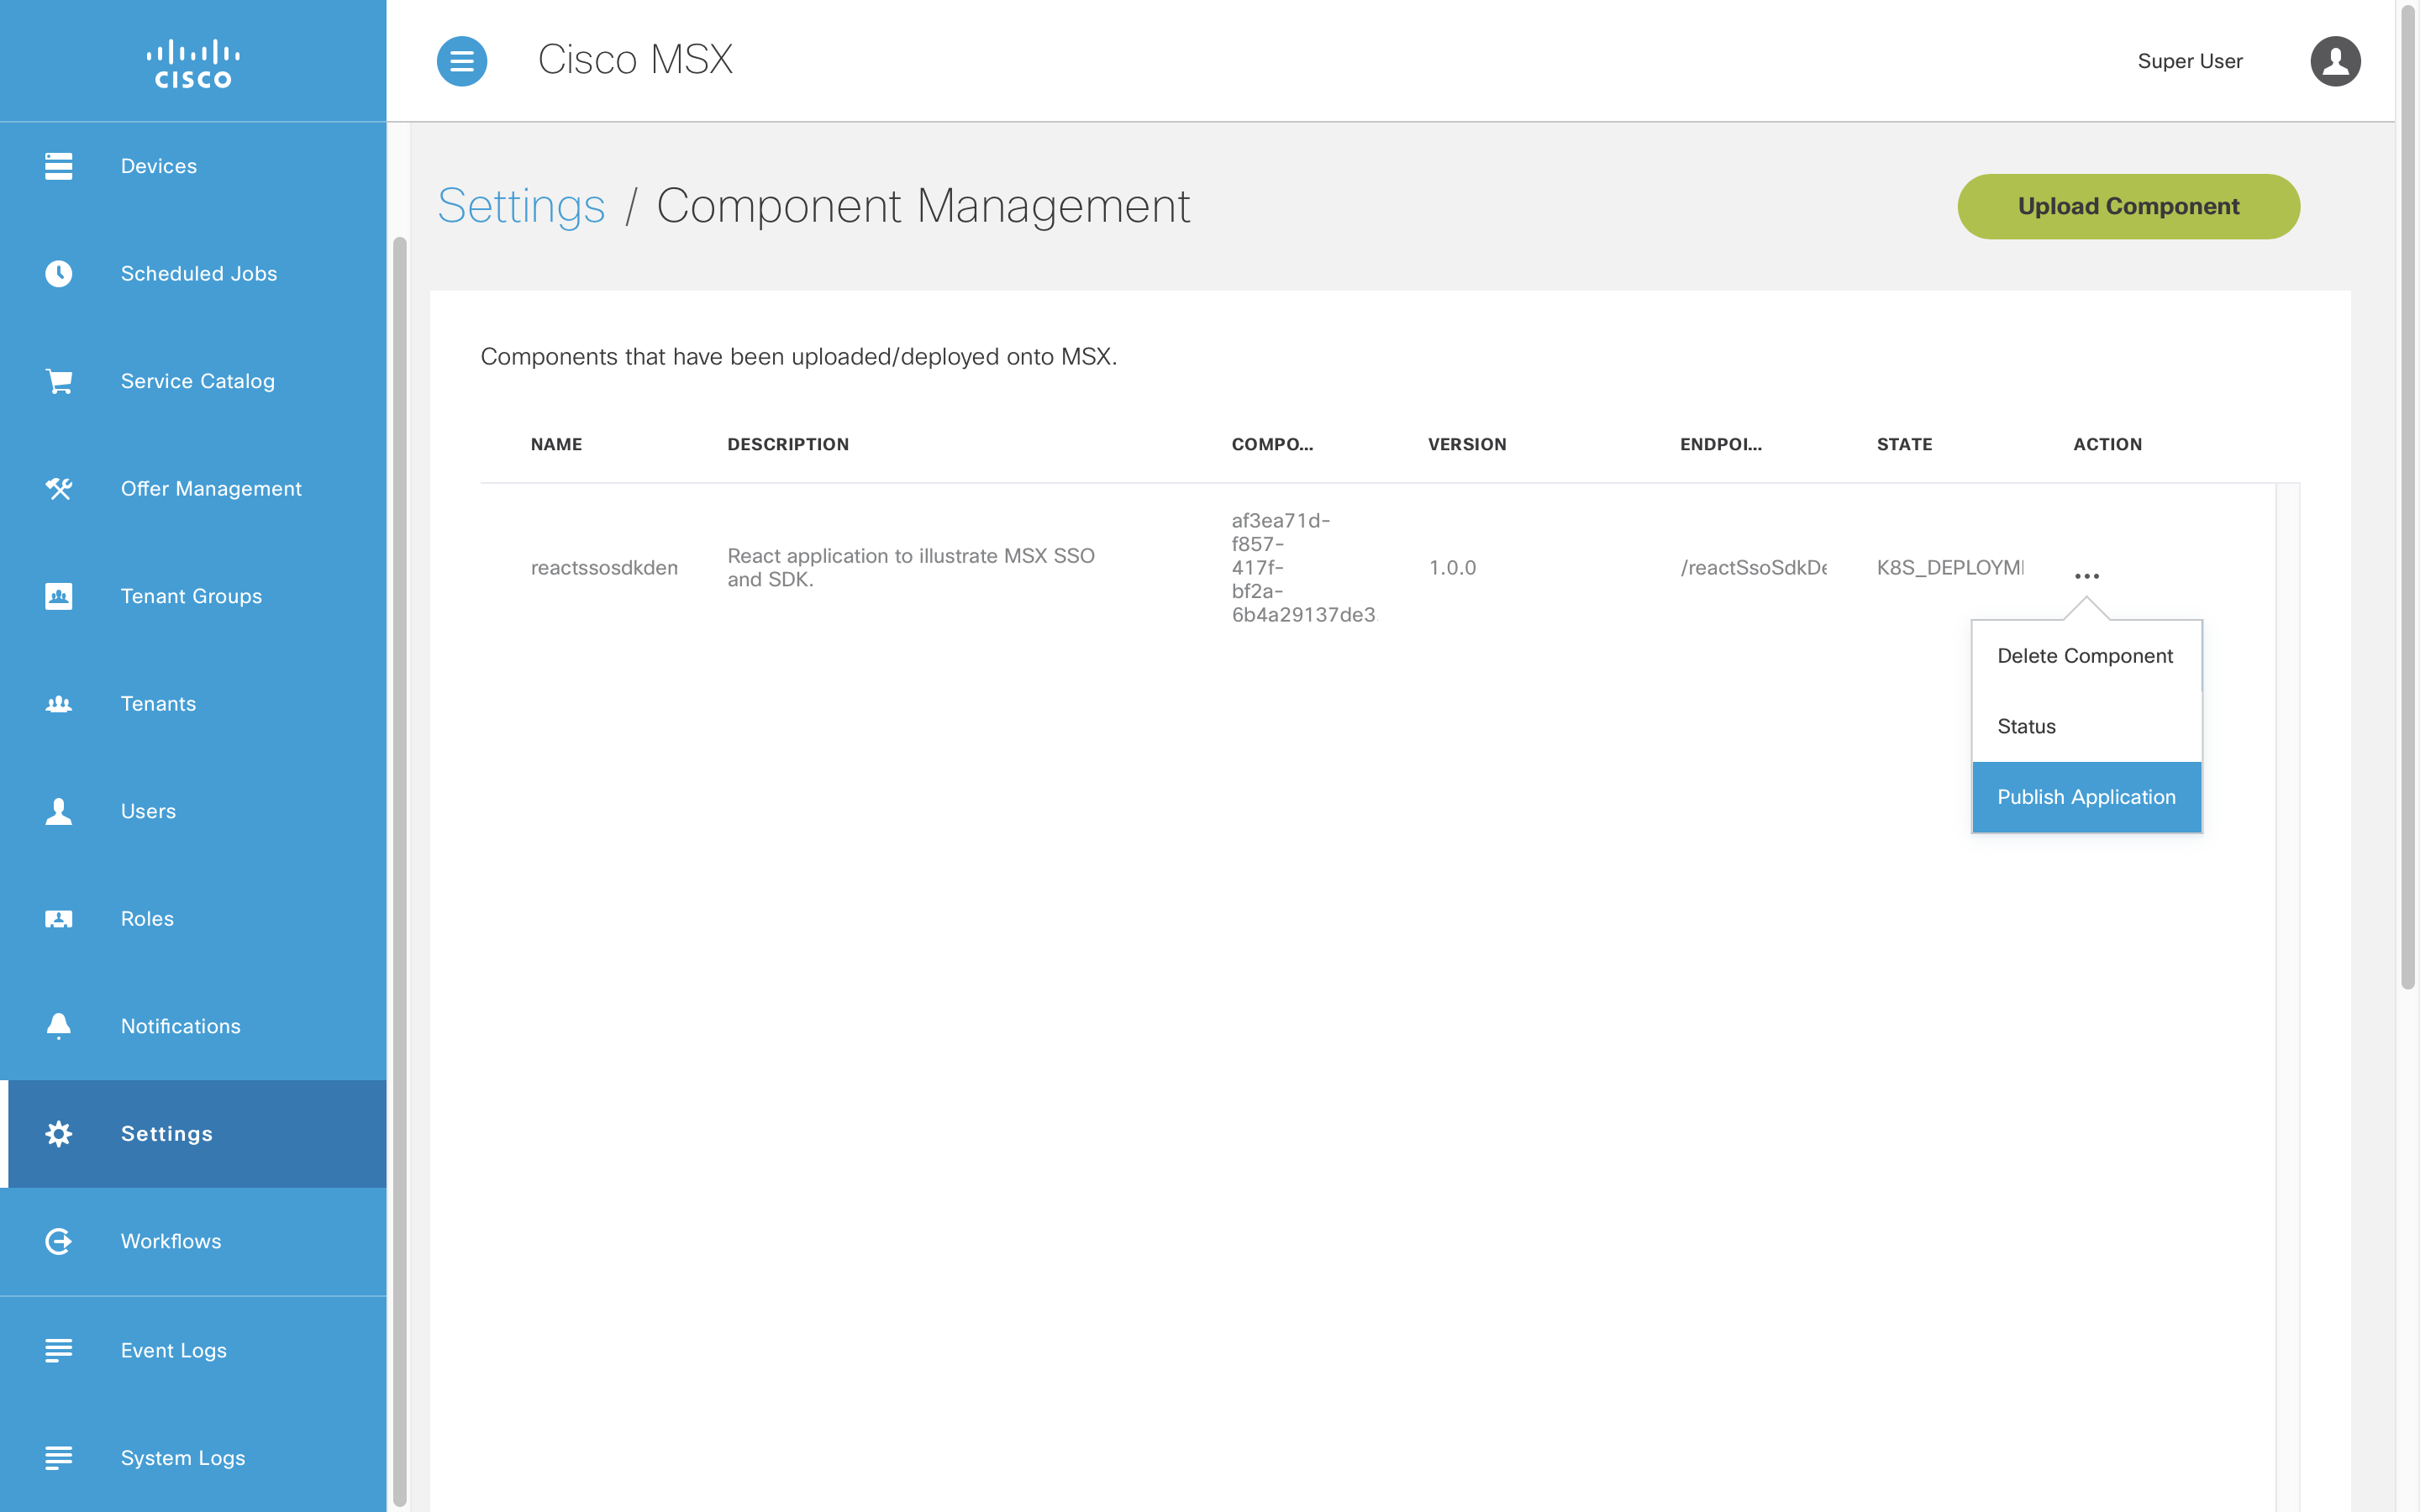 CISCO
Cisco MSX
Super User
Devices
Scheduled Jobs
Service Catalog
Offer Management
Tenant Groups
Tenants
Users
Roles
Notifications
Settings
Workflows
Event Logs
System Logs
Settings / Component Management
Upload Component
Components that have been uploaded/deployed onto MSX.
NAME DESCRIPTION COMPO... VERSION ENDPOI... STATE ACTION
reactssosdkdem
React application to illustrate MSX SSO
and SDK.
af3ea71d-
f857-
417f-
bf2a-
6b4a29137de3
1.0.0
/reactSsoSdkDe
K8S_DEPLOYM
...
Delete Component
Status
Publish Application